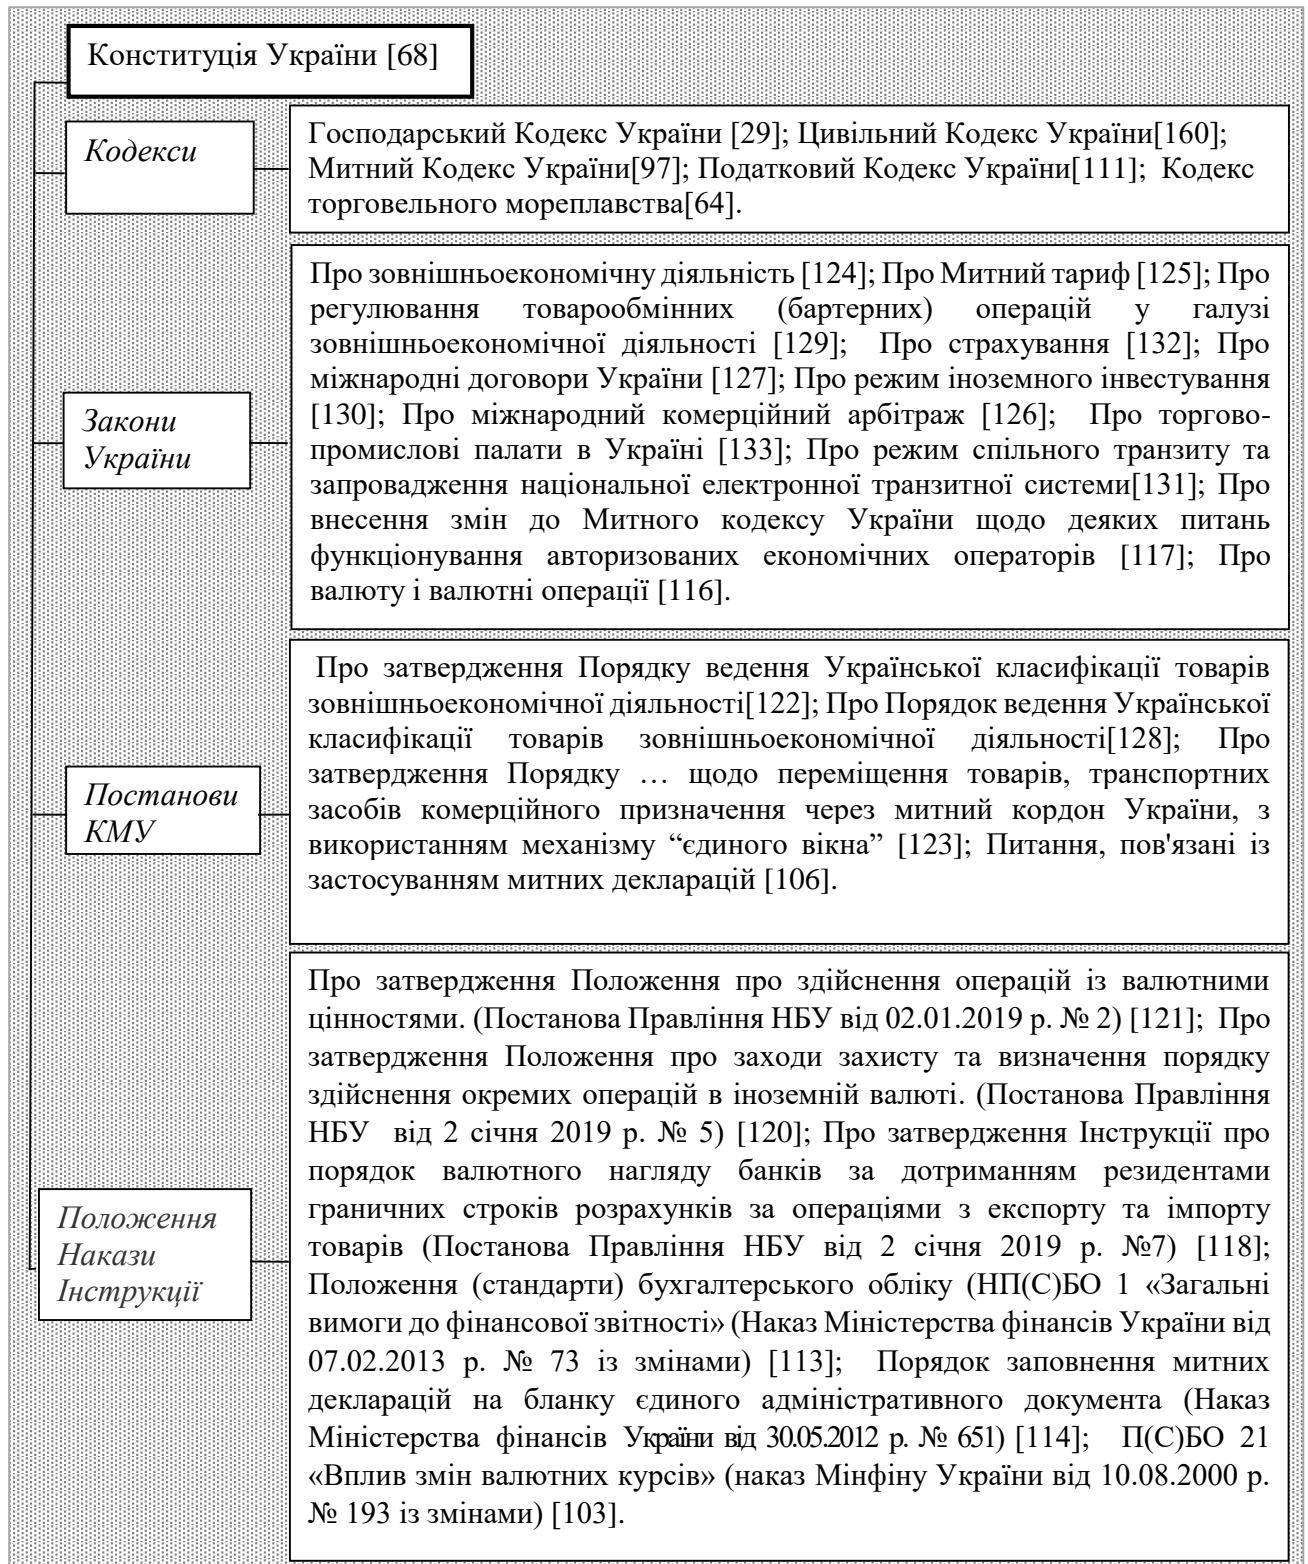 Конституція України [68]
Кодекси
Господарський Кодекс України [29]; Цивільний Кодекс України[160];
Митний Кодекс України[97]; Податковий Кодекс України[111]; Кодекс
торговельного мореплавства[64].
Закони
України
Про зовнішньоекономічну діяльність [124]; Про Митний тариф [125]; Про
регулювання товарообмінних (бартерних) операцій у галузі
зовнішньоекономічної діяльності [129]; Про страхування [132]; Про
міжнародні договори України [127]; Про режим іноземного інвестування
[130]; Про міжнародний комерційний арбітраж [126]; Про торгово-
промислові палати в Україні [133]; Про режим спільного транзиту та
запровадження національної електронної транзитної системи[131]; Про
внесення змін до Митного кодексу України щодо деяких питань
функціонування авторизованих економічних операторів [117]; Про
валюту і валютні операції [116].
Постанови
КМУ
Про затвердження Порядку ведення Української класифікації товарів
зовнішньоекономічної діяльності[122]; Про Порядок ведення Української
класифікації товарів зовнішньоекономічної діяльності[128]; Про
затвердження Порядку … щодо переміщення товарів, транспортних
засобів комерційного призначення через митний кордон України, з
використанням механізму “єдиного вікна” [123]; Питання, пов'язані із
застосуванням митних декларацій [106].
Положення
Накази
Інструкції
Про затвердження Положення про здійснення операцій із валютними
цінностями. (Постанова Правління НБУ від 02.01.2019 р. № 2) [121]; Про
затвердження Положення про заходи захисту та визначення порядку
здійснення окремих операцій в іноземній валюті. (Постанова Правління
НБУ від 2 січня 2019 р. № 5) [120]; Про затвердження Інструкції про
порядок валютного нагляду банків за дотриманням резидентами
граничних строків розрахунків за операціями з експорту та імпорту
товарів (Постанова Правління НБУ від 2 січня 2019 р. №7) [118];
Положення (стандарти) бухгалтерського обліку (НП(С)БО 1 «Загальні
вимоги до фінансової звітності» (Наказ Міністерства фінансів України від
07.02.2013 р. № 73 із змінами) [113]; Порядок заповнення митних
декларацій на бланку єдиного адміністративного документа (Наказ
Міністерства фінансів України від 30.05.2012 р. № 651) [114]; П(С)БО 21
«Вплив змін валютних курсів» (наказ Мінфіну України від 10.08.2000 р.
№ 193 із змінами) [103].